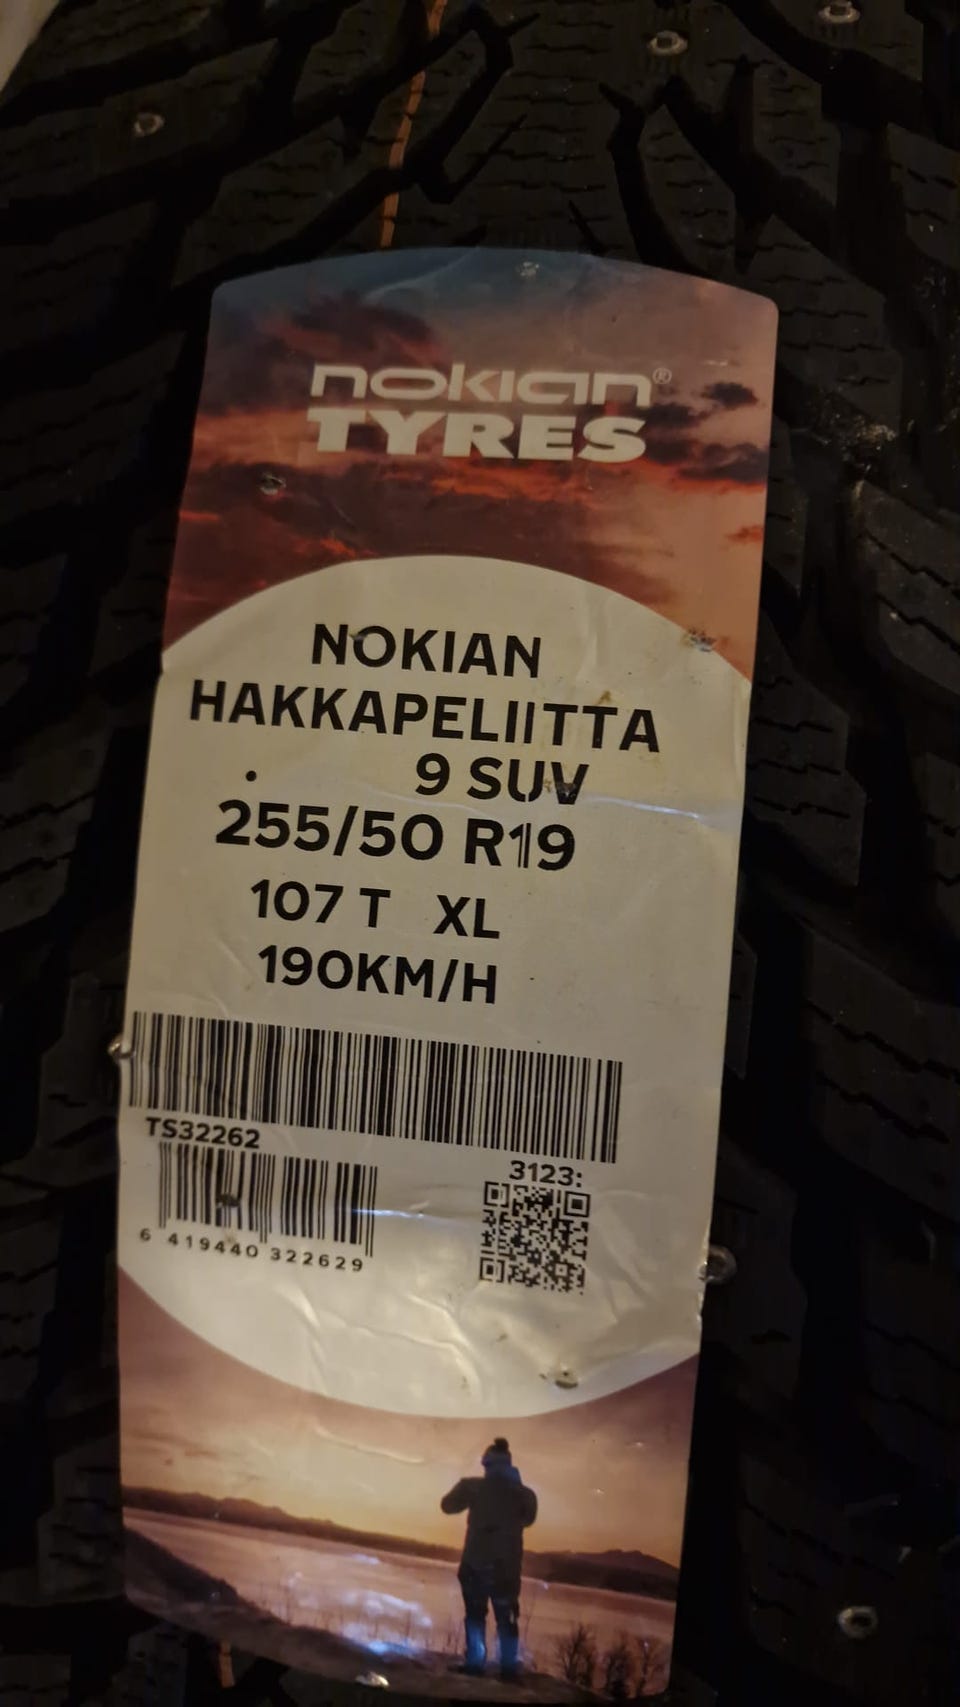 nokian®
TYRES
NOKIAN
HAKKAPELIITTA
9 SUV
255/50 R19
107 T XL
190KM/H
TS32262
3123:
6 419440 322629